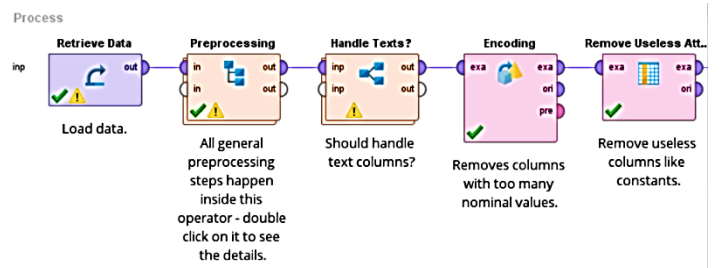 Process
Retrieve Data
Preprocessing
Handle Texts?
Encoding
Remove Useless Att..
inp
out
in
out
inp
out
exa
exa
exa
exa
in
out
inp
out
ori
ori
pre
Load data.
All general
preprocessing
steps happen
inside this
operator - double
click on it to see
the details.
Should handle
text columns?
Removes columns
with too many
nominal values.
Remove useless
columns like
constants.